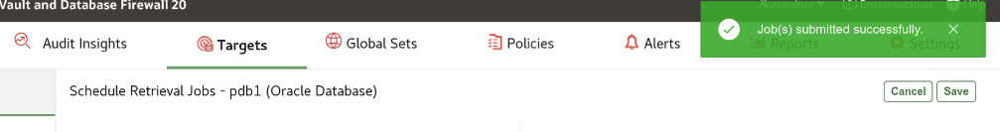 Vault and Database Firewall 20
avauditor
Documentation
Help
Job(s) submitted successfully.
Audit Insights
Targets
Global Sets
Policies
Alerts
Reports
Settings
Schedule Retrieval Jobs - pdb1 (Oracle Database)
Cancel
Save